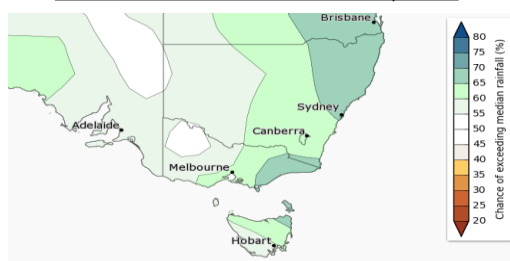 Brisbane
Sydney
Adelaide
Canberra
Melbourne
Hobart
80
75
70
65
60
55
50
45
40
35
30
25
20
Chance of exceeding median rainfall (%)